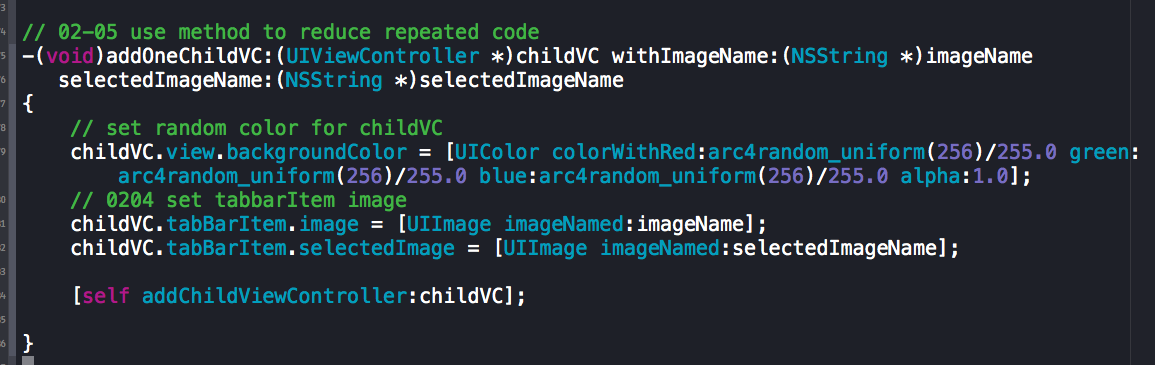 // 02-05 use method to reduce repeated code
-(void)addOneChildVC:(UIViewController *)childVC withImageName:(NSString *)imageName
selectedImageName:(NSString *)selectedImageName
{
// set random color for childVC
childVC.view.backgroundColor = [UIColor colorWithRed:arc4random_uniform(256)/255.0 green:
arc4random_uniform(256)/255.0 blue:arc4random_uniform(256)/255.0 alpha:1.0];
// 0204 set tabbarItem image
childVC.tabBarItem.image = [UIImage imageNamed:imageName];
childVC.tabBarItem.selectedImage = [UIImage imageNamed:selectedImageName];
[self addChildViewController:childVC];
}